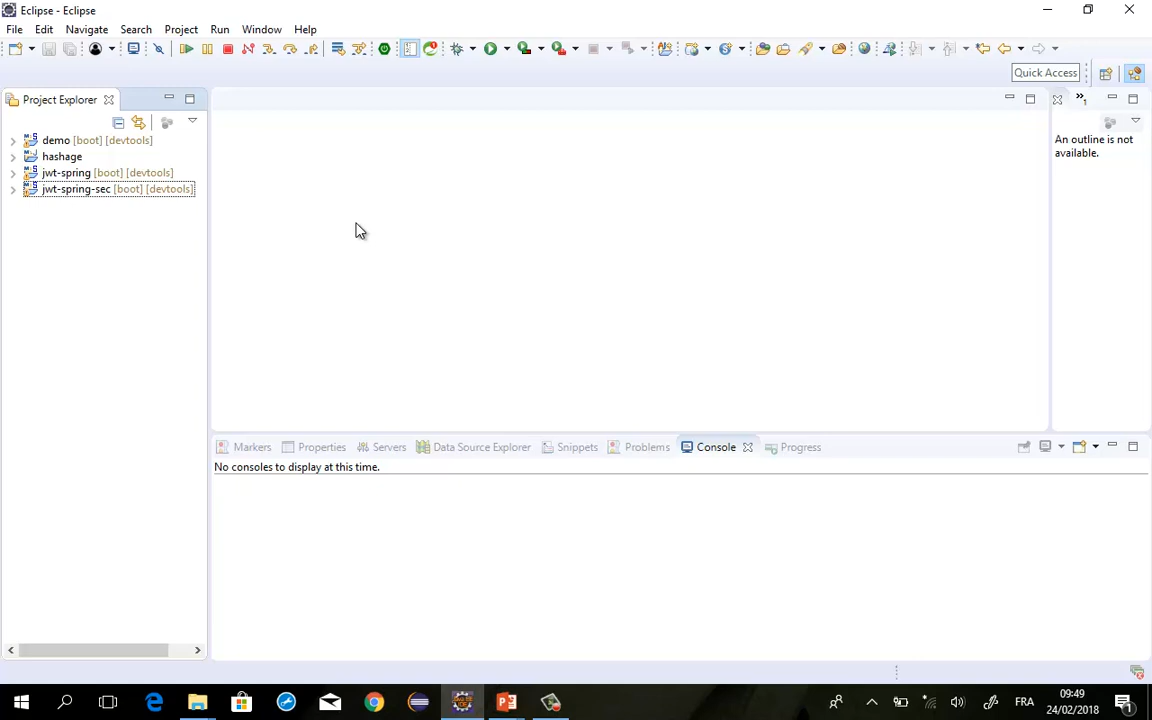 Eclipse - Eclipse
File Edit Navigate Search Project Run Window Help
Quick Access
Project Explorer
demo [boot] [devtools]
hashage
jwt-spring [boot] [devtools]
jwt-spring-sec [boot] [devtools]
An outline is not
available.
Markers Properties Servers Data Source Explorer Snippets Problems Console Progress
No consoles to display at this time.
FRA
09:49
24/02/2018